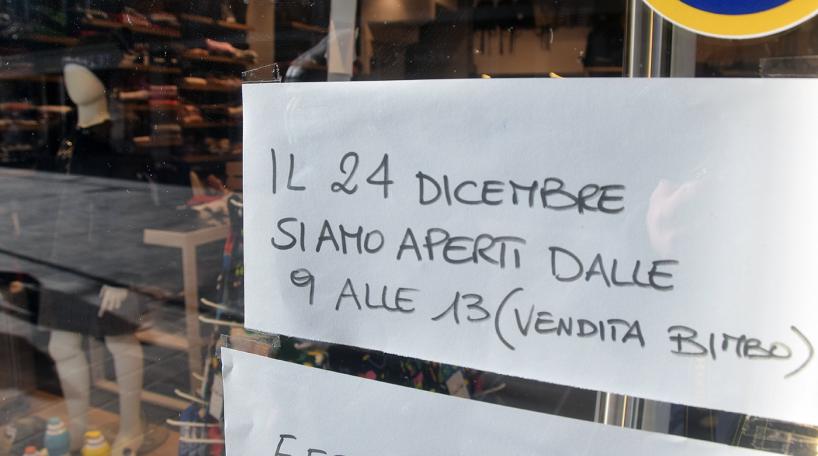 IL 24 DICEMBRE
SIAMO APERTI DALLE
9 ALLE 13 (VENDITA BIMBO)